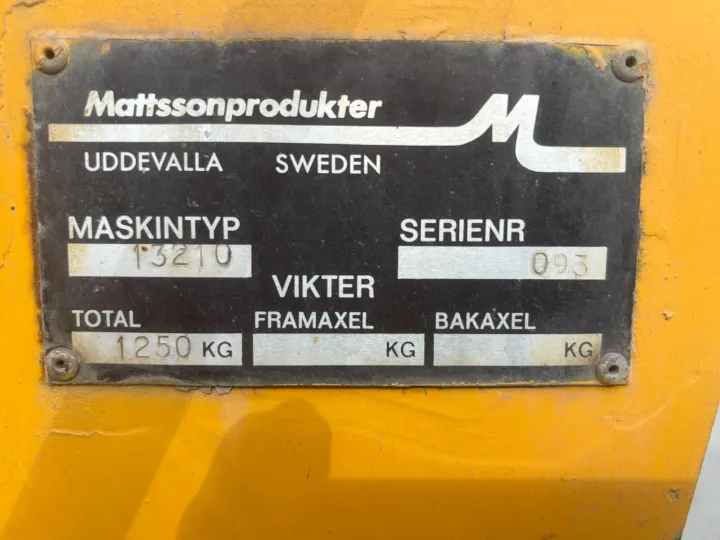 Mattssonprodukter M
UDDEVALLA SWEDEN
MASKINTYP SERIENR
13210 093
VIKTER
TOTAL FRAMAXEL BAKAXEL
1250 KG KG KG